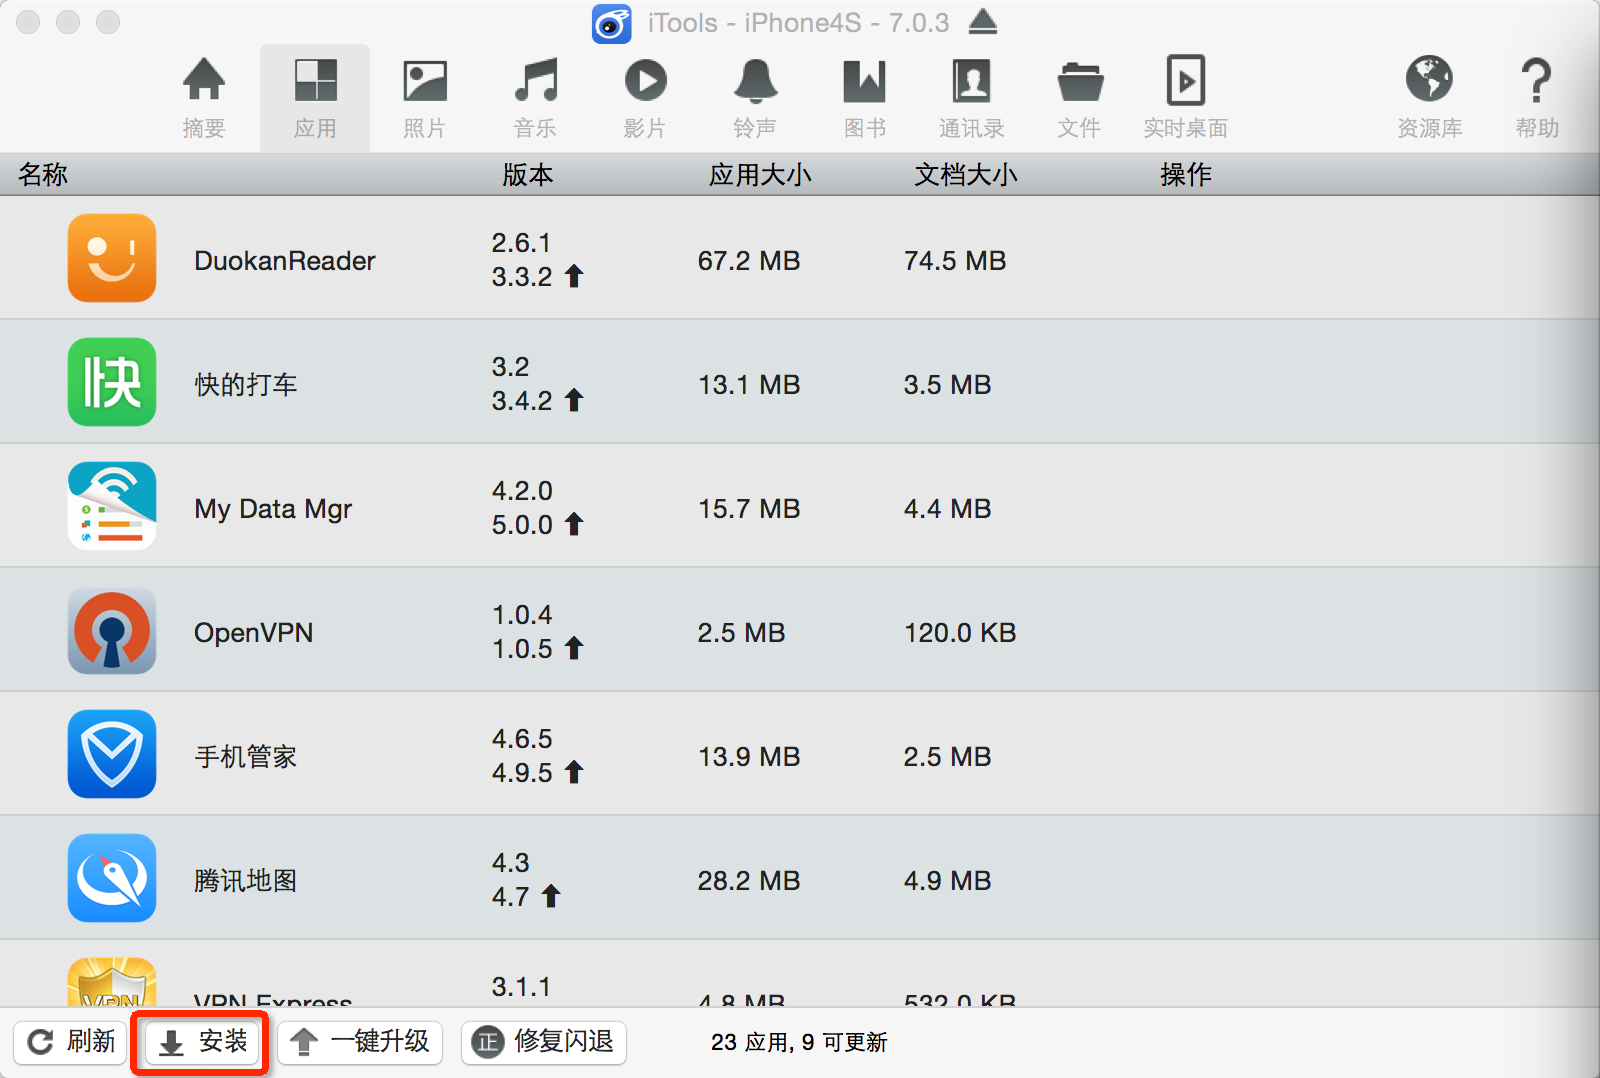 iTools - iPhone4S - 7.0.3
摘要 应用 照片 音乐 影片 铃声 图书 通讯录 文件 实时桌面 资源库 帮助
名称 版本 应用大小 文档大小 操作
DuokanReader 2.6.1 67.2 MB 74.5 MB
3.3.2
快
快的打车 3.2 13.1 MB 3.5 MB
3.4.2
My Data Mgr 4.2.0 15.7 MB 4.4 MB
5.0.0
OpenVPN 1.0.4 2.5 MB 120.0 KB
1.0.5
手机管家 4.6.5 13.9 MB 2.5 MB
4.9.5
腾讯地图 4.3 28.2 MB 4.9 MB
4.7
VPN
VPN Express 3.1.1 4.8 MB 532.0 KB
刷新 安装 一键升级 正 修复闪退 23 应用, 9 可更新